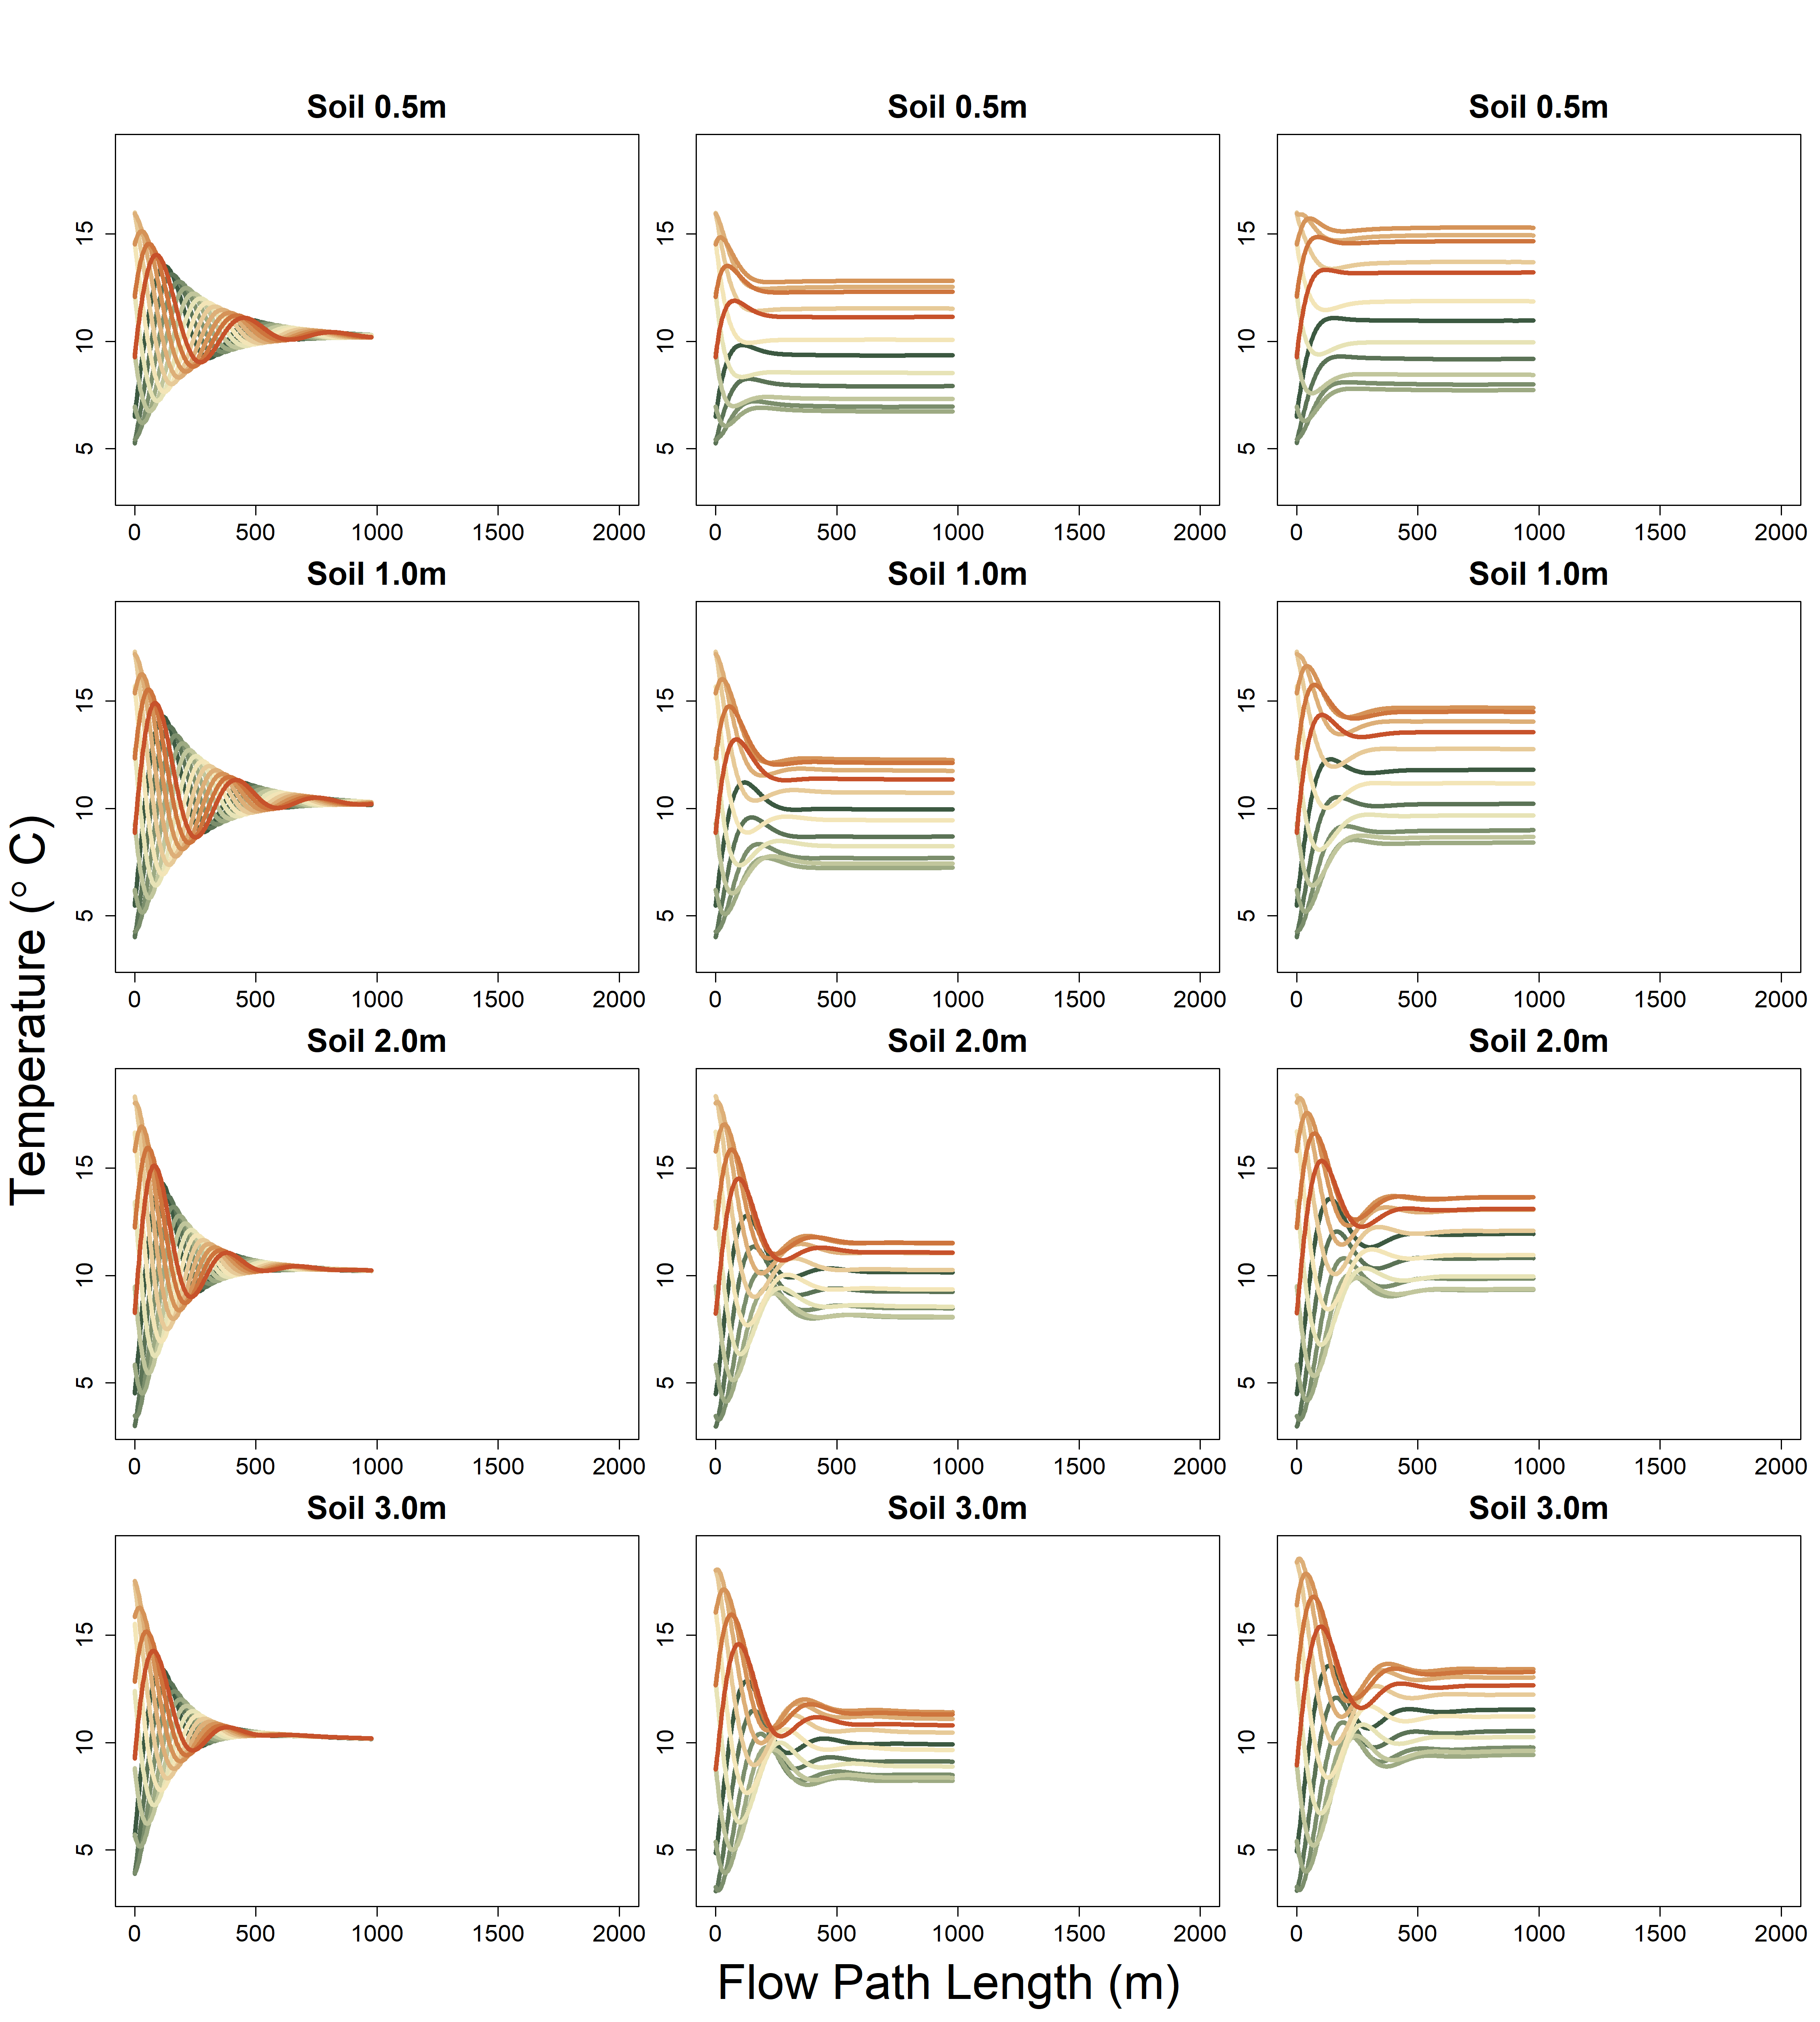 Soil 0.5m Soil 0.5m Soil 0.5m
15 15 15
10 10 10
5 5 5
0 500 1000 1500 2000 0 500 1000 1500 2000 0 500 1000 1500 2000
Soil 1.0m Soil 1.0m Soil 1.0m
15 15 15
10 10 10
5 5 5
0 500 1000 1500 2000 0 500 1000 1500 2000 0 500 1000 1500 2000
Temperature (° C)
Soil 2.0m Soil 2.0m Soil 2.0m
15 15 15
10 10 10
5 5 5
0 500 1000 1500 2000 0 500 1000 1500 2000 0 500 1000 1500 2000
Soil 3.0m Soil 3.0m Soil 3.0m
15 15 15
10 10 10
5 5 5
0 500 1000 1500 2000 0 500 1000 1500 2000 0 500 1000 1500 2000
Flow Path Length (m)